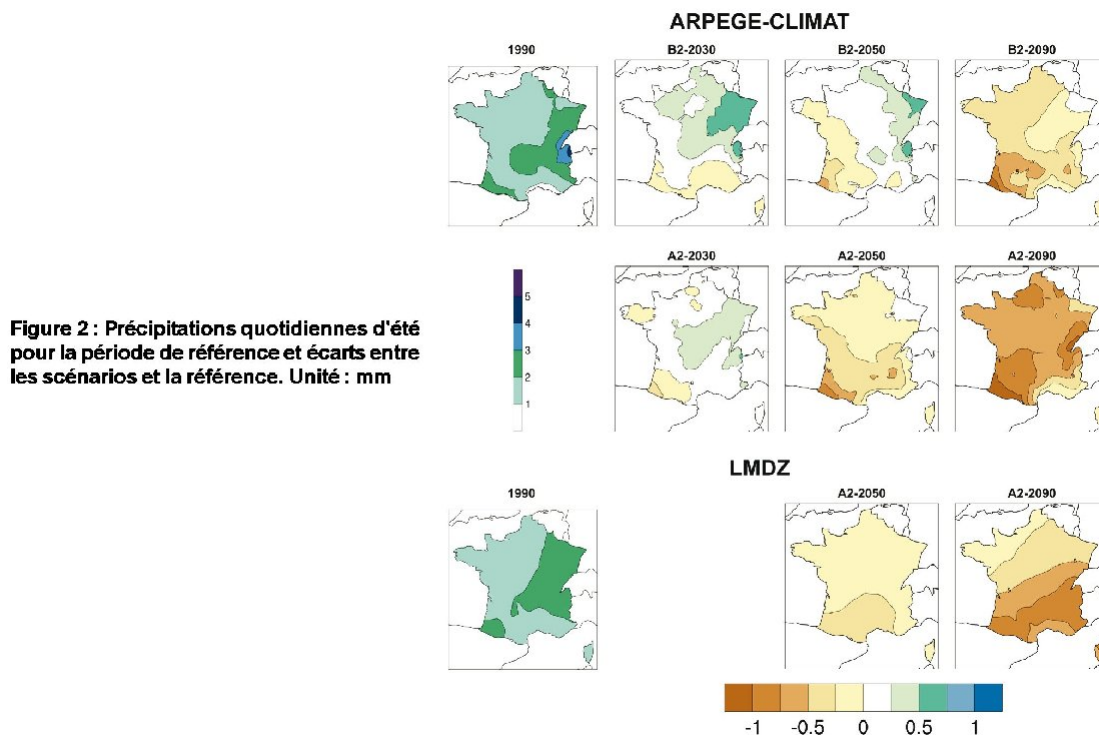 ARPEGE-CLIMAT
1990
B2-2030
B2-2050
B2-2090
A2-2030
A2-2050
A2-2090
5
4
3
2
1
Figure 2 : Précipitations quotidiennes d'été
pour la période de référence et écarts entre
les scénarios et la référence. Unité : mm
LMDZ
1990
A2-2050
A2-2090
-1 -0.5 0 0.5 1